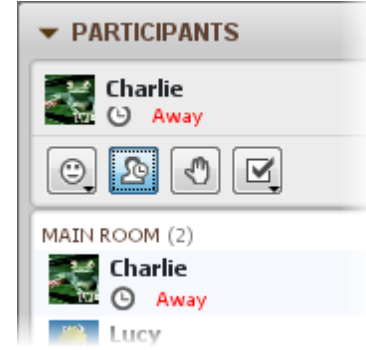 PARTICIPANTS
Charlie
Away
MAIN ROOM (2)
Charlie
Away
Lucy